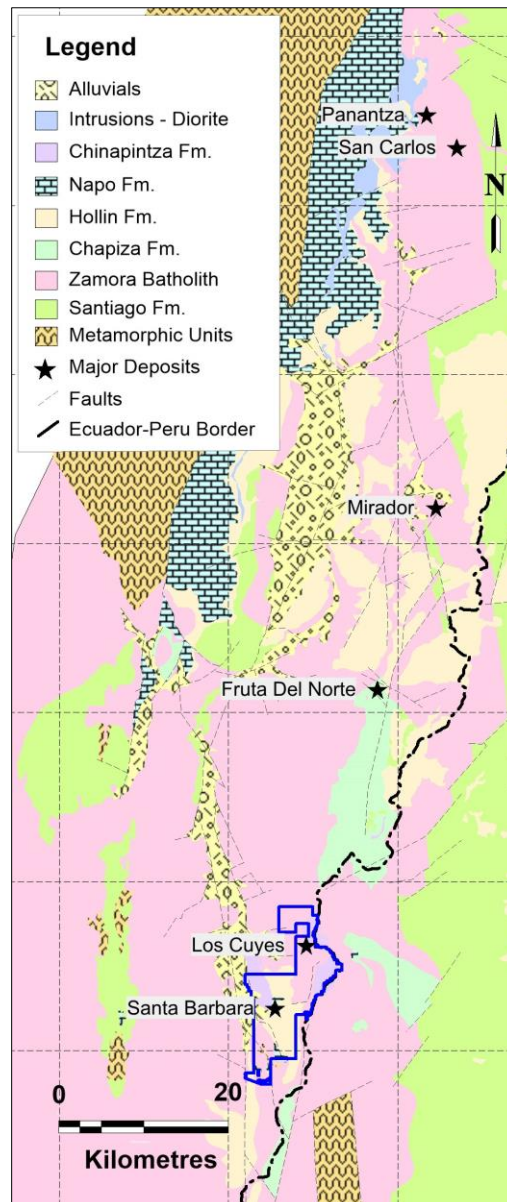 Legend
Alluvials
Intrusions - Diorite
Chinapintza Fm.
Napo Fm.
Hollin Fm.
Chapiza Fm.
Zamora Batholith
Santiago Fm.
Metamorphic Units
Major Deposits
Faults
Ecuador-Peru Border
Panantza
San Carlos
N
Mirador
Fruta Del Norte
Los Cuyes
Santa Barbara
0 20
Kilometres